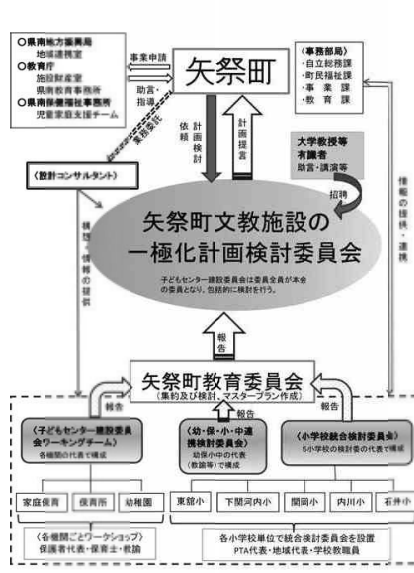 ○県南地方振興局
地域連携室
○教育庁
施設財産室
県南教育事務所
○県南保健福祉事務所
児童家庭支援チーム
事業申請
助言・
指導
矢祭町
〈事務部局〉
・自立総務課
・町民福祉課
・事業課
・教育課
業務委託
計画検討
依頼
計画提言
大学教授等
有識者
助言・講演等
招聘
〈設計コンサルタント〉
情報の提供・連携
構想・情報の提供
矢祭町文教施設の
一極化計画検討委員会
子どもセンター建設委員会は委員全員が本会
の委員となり、包括的に検討を行う。
報告
矢祭町教育委員会
(集約及び検討、マスタープラン作成)
報告
報告
報告
〈子どもセンター建設委員
会ワーキングチーム〉
各機関の代表で構成
〈幼・保・小・中連
携検討委員会〉
幼保小中の代表
(教諭等)で構成
〈小学校統合検討委員会〉
5小学校の検討委の代表で構成
家庭保育
保育所
幼稚園
東舘小
下関河内小
関岡小
内川小
石井小
〈各機関ごとワークショップ〉
保護者代表・保育士・教諭
各小学校単位で統合検討委員会を設置
PTA代表・地域代表・学校教職員